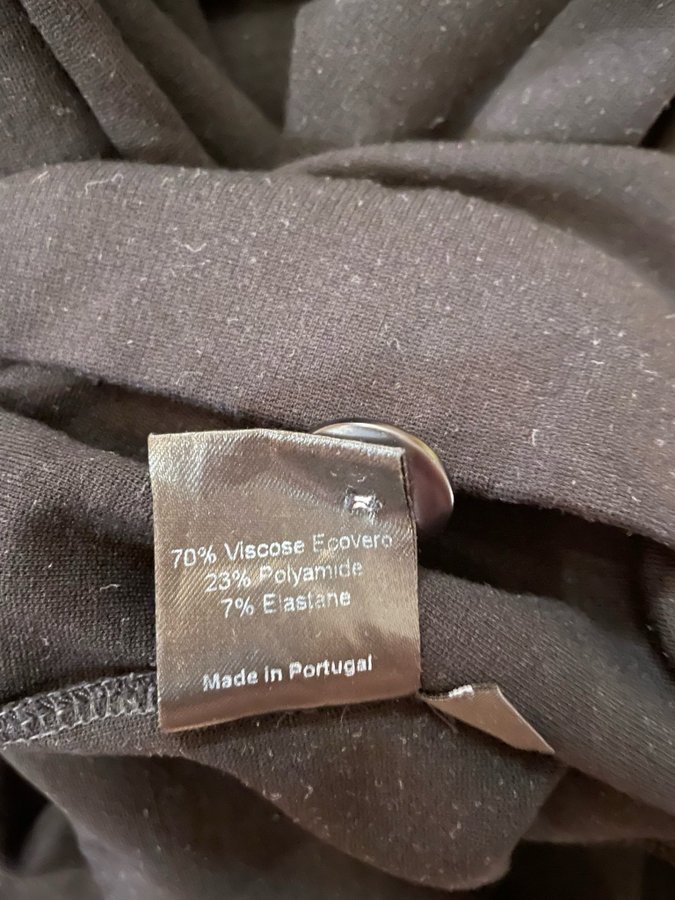 70% Viscose Ecovero
23% Polyamide
7% Elastane
Made in Portugal